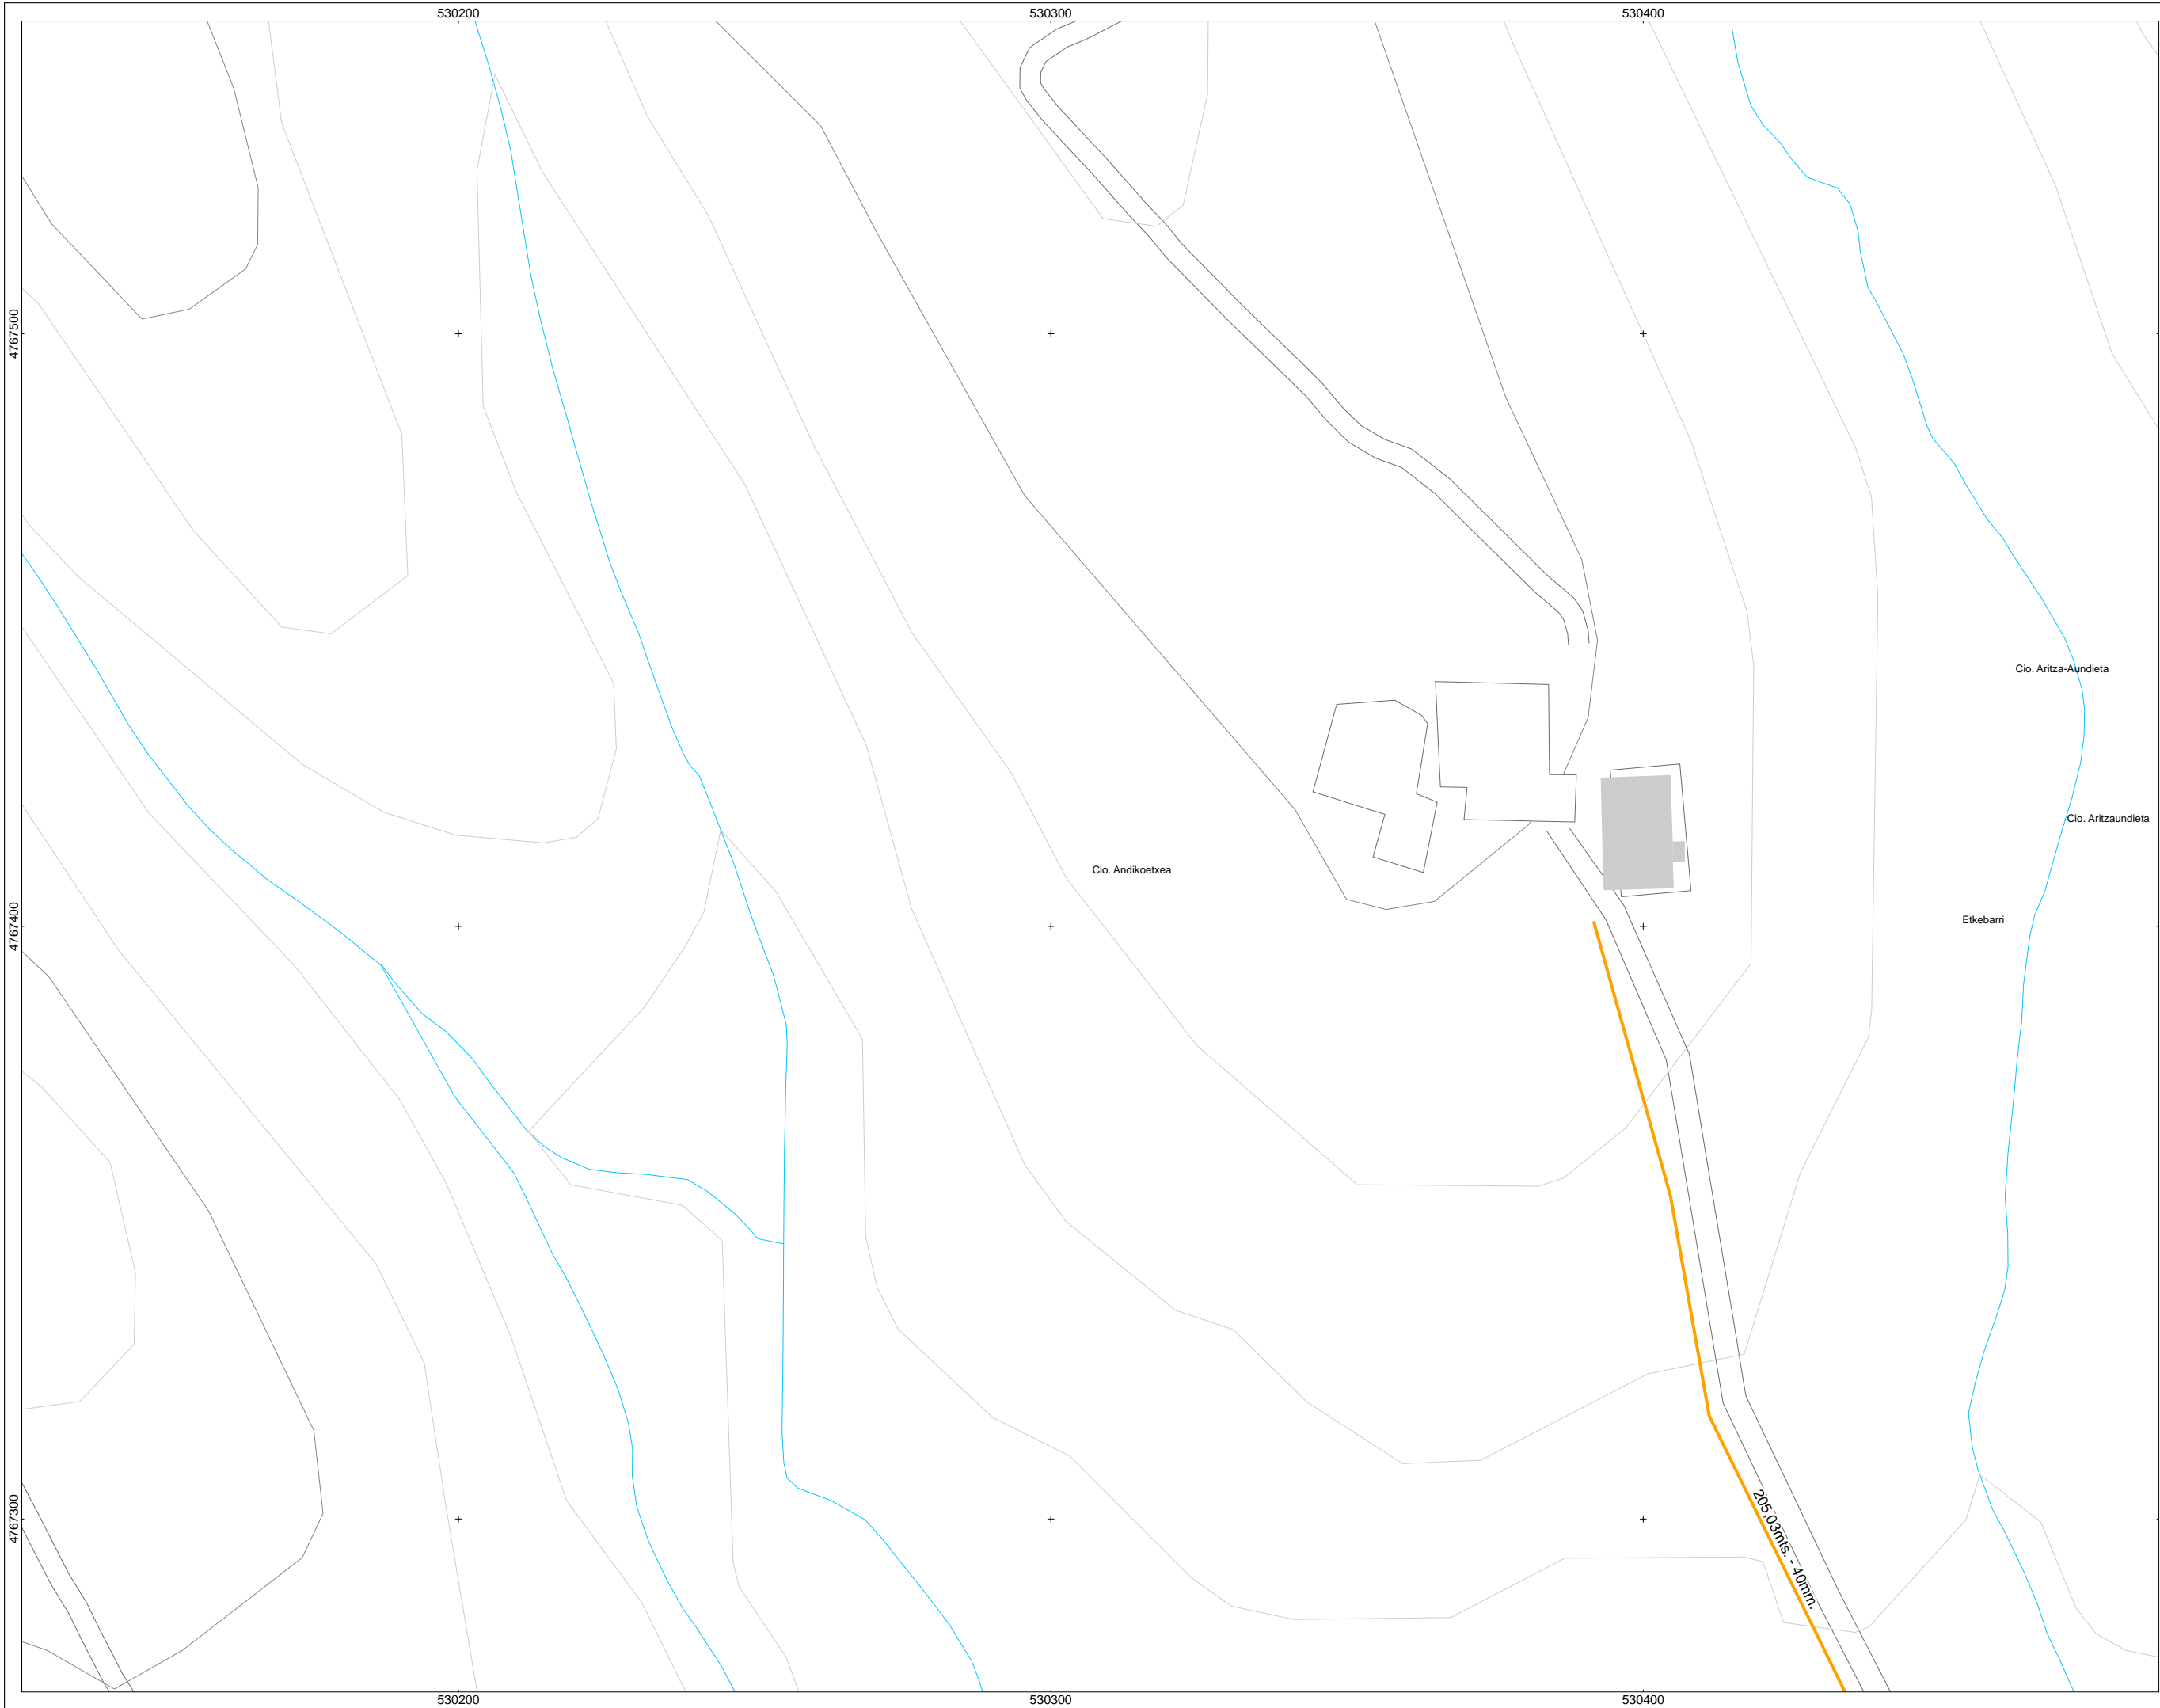 530200
530300
530400
4767500
Cio. Aritza-Aundieta
Cio. Aritzaundieta
Cio. Andikoetxea
Etkebarri
4767400
4767300
205,03mts. - 40mm.
530200
530300
530400